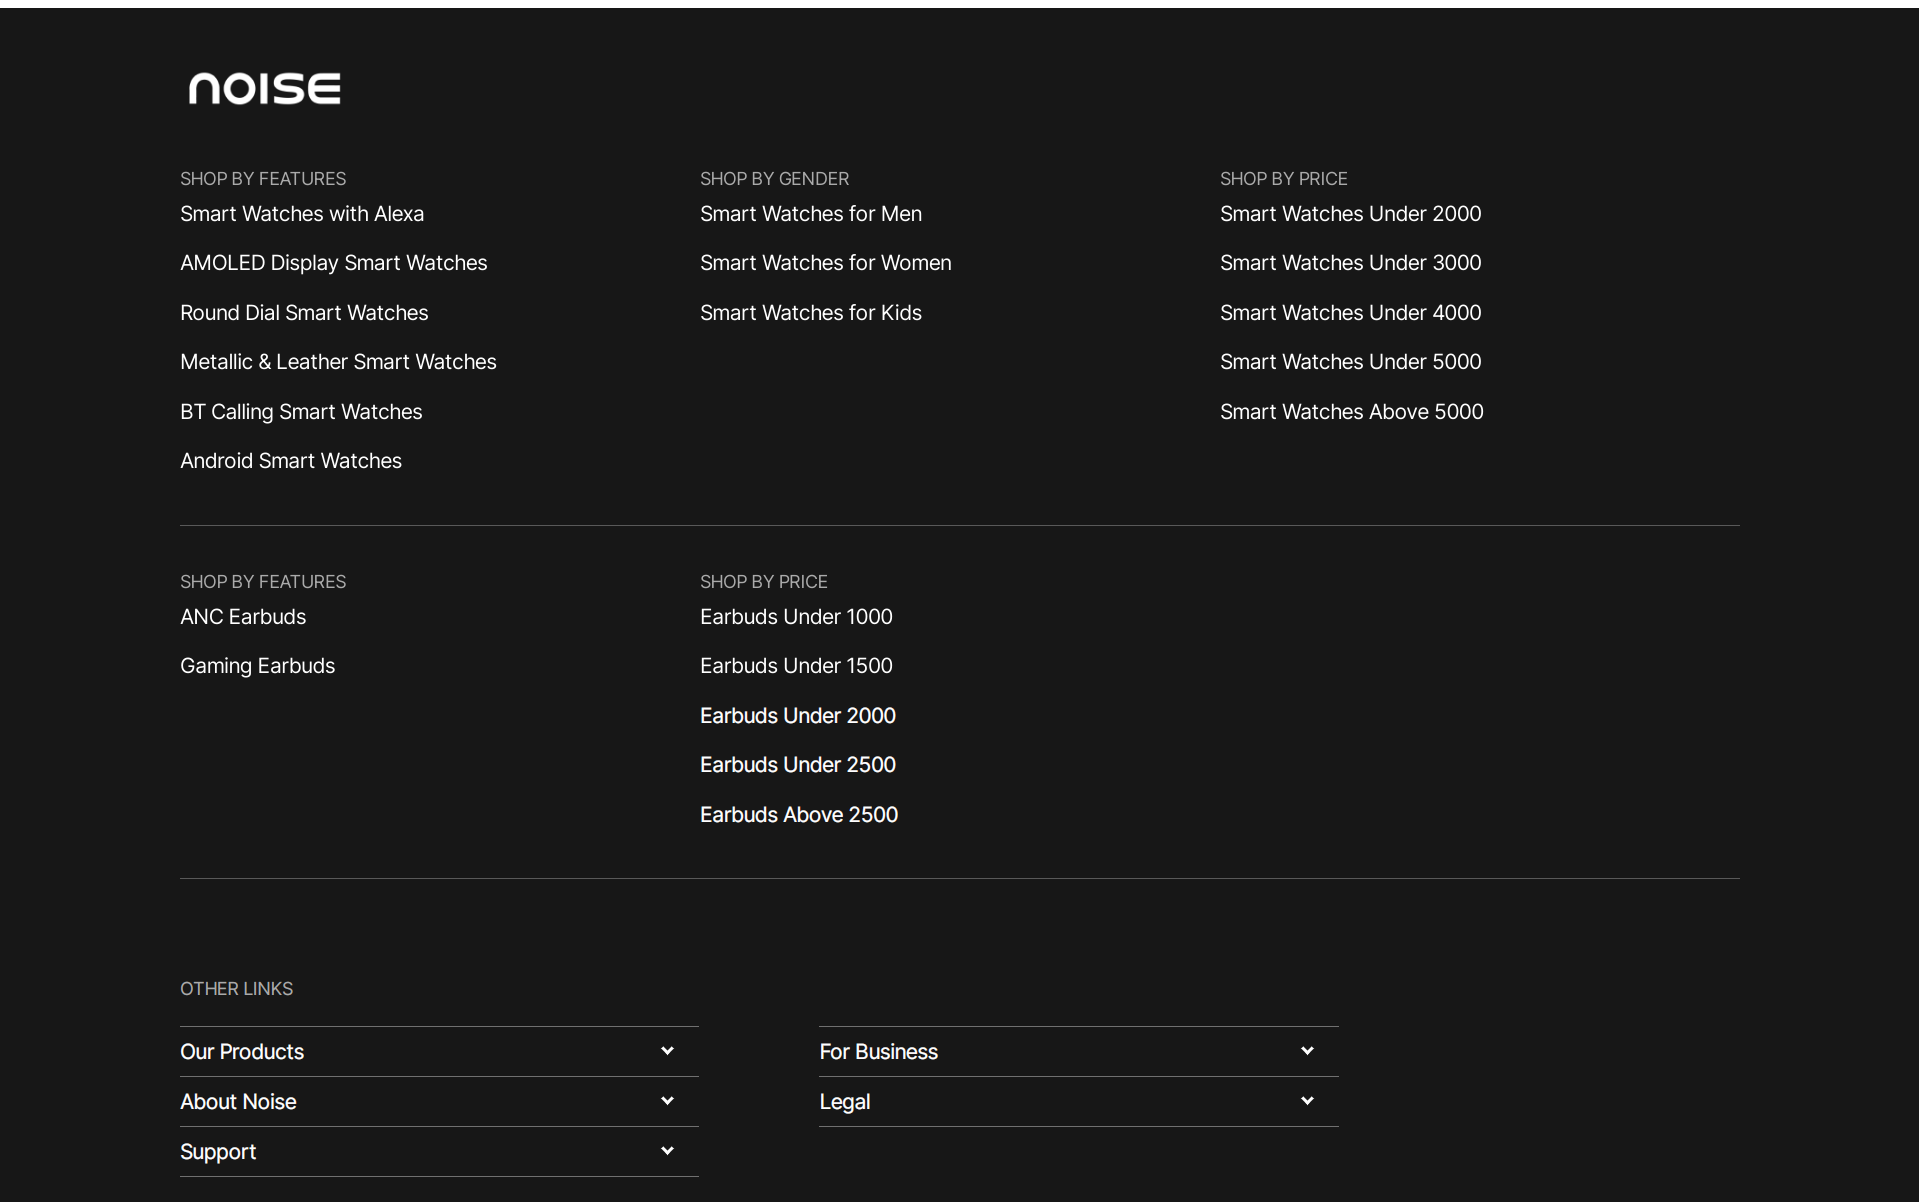 NOISE
SHOP BY FEATURES
Smart Watches with Alexa
AMOLED Display Smart Watches
Round Dial Smart Watches
Metallic & Leather Smart Watches
BT Calling Smart Watches
Android Smart Watches
SHOP BY GENDER
Smart Watches for Men
Smart Watches for Women
Smart Watches for Kids
SHOP BY PRICE
Smart Watches Under 2000
Smart Watches Under 3000
Smart Watches Under 4000
Smart Watches Under 5000
Smart Watches Above 5000
SHOP BY FEATURES
ANC Earbuds
Gaming Earbuds
SHOP BY PRICE
Earbuds Under 1000
Earbuds Under 1500
Earbuds Under 2000
Earbuds Under 2500
Earbuds Above 2500
OTHER LINKS
Our Products
About Noise
Support
For Business
Legal